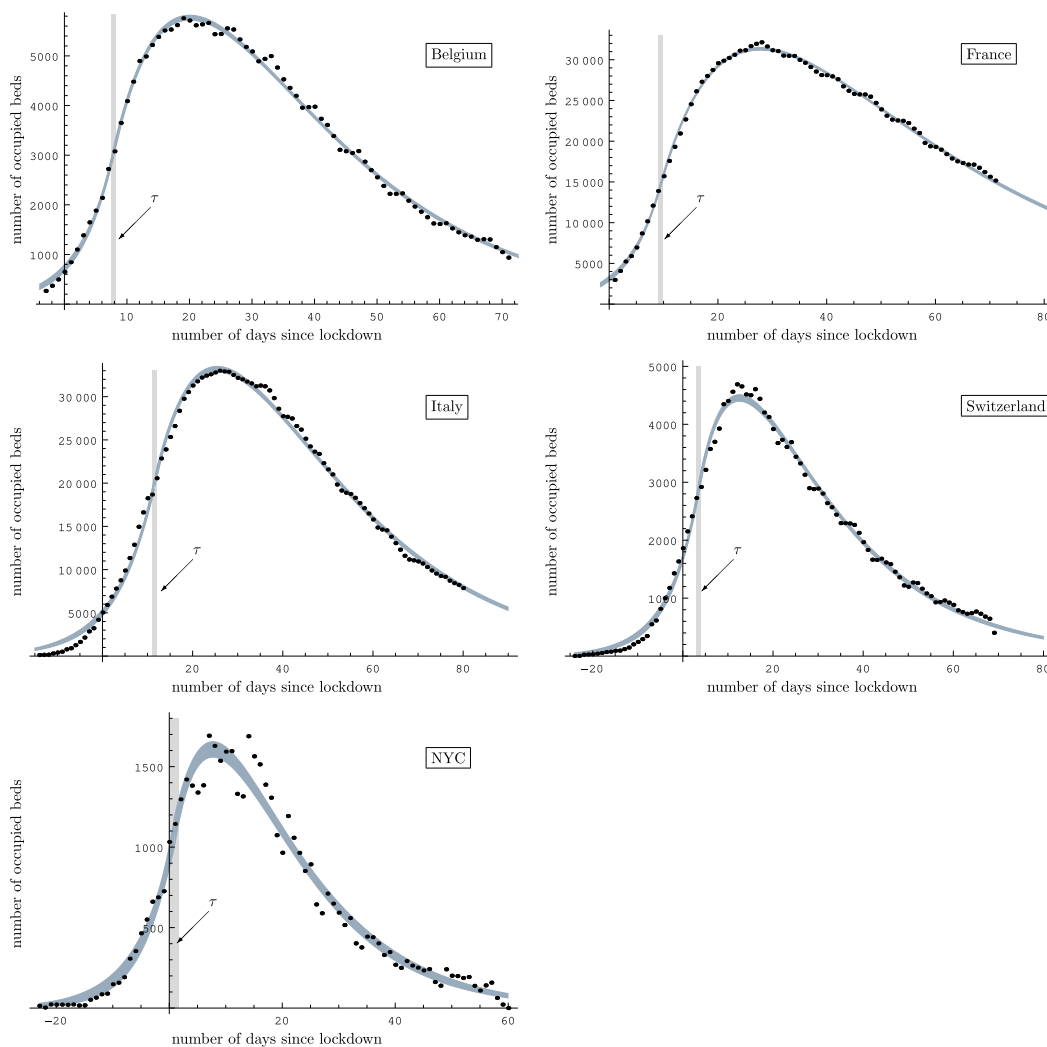 Belgium
number of occupied beds
5000
4000
3000
2000
1000
τ
10 20 30 40 50 60 70
number of days since lockdown
France
number of occupied beds
30 000
25 000
20 000
15 000
10 000
5000
τ
20 40 60 80
number of days since lockdown
Italy
number of occupied beds
30 000
25 000
20 000
15 000
10 000
5000
τ
20 40 60 80
number of days since lockdown
Switzerland
number of occupied beds
5000
4000
3000
2000
1000
τ
−20 20 40 60 80
number of days since lockdown
NYC
number of occupied beds
1500
1000
500
τ
−20 20 40 60
number of days since lockdown